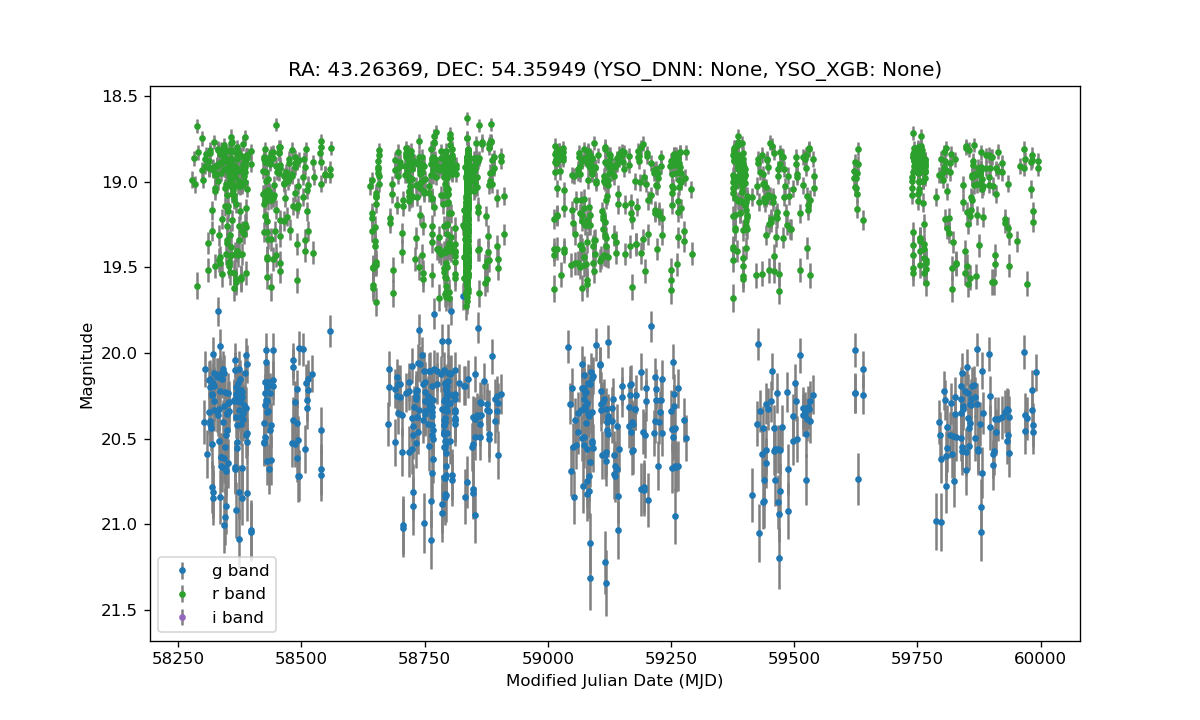 RA: 43.26369, DEC: 54.35949 (YSO_DNN: None, YSO_XGB: None)
18.5
19.0
19.5
20.0
20.5
21.0
21.5
Magnitude
g band
r band
i band
58250 58500 58750 59000 59250 59500 59750 60000
Modified Julian Date (MJD)